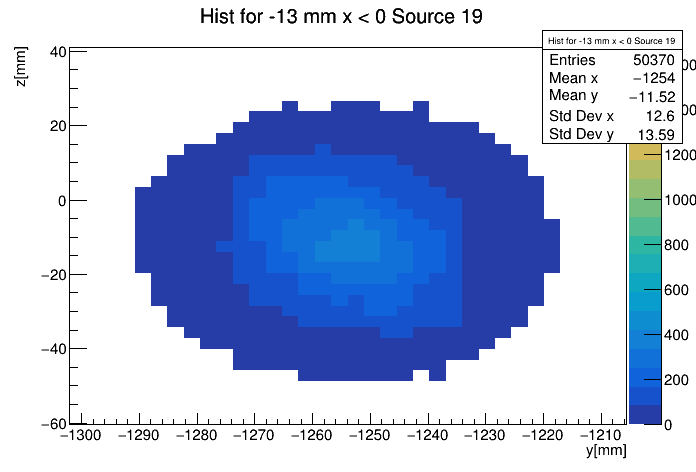 Hist for -13 mm x < 0 Source 19
z[mm]
Hist for -13 mm x < 0 Source 19
Entries 50370
Mean x −1254
Mean y −11.52
Std Dev x 12.6
Std Dev y 13.59
40
20
0
−20
−40
−60
1200
1000
800
600
400
200
0
−1300 −1290 −1280 −1270 −1260 −1250 −1240 −1230 −1220 −1210
y[mm]